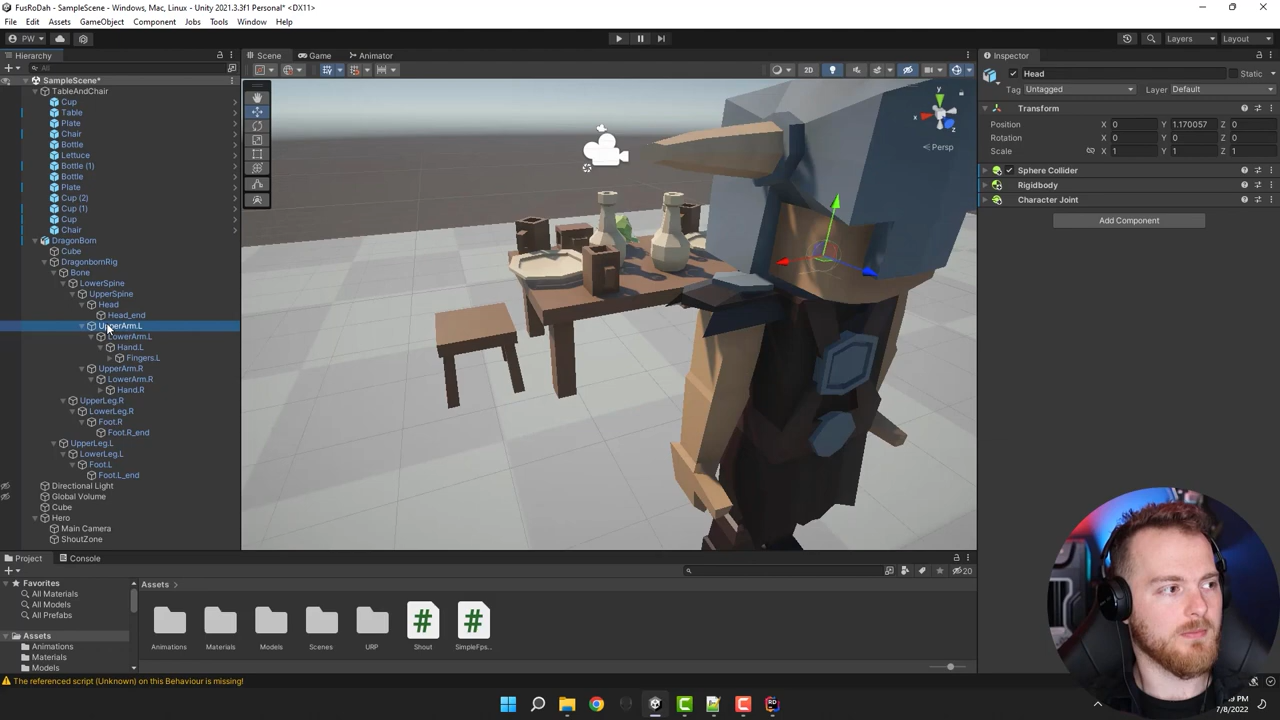 FusRoDah - SampleScene - Windows, Mac, Linux - Unity 2021.3.3f1 Personal* <DX11>
File Edit Assets GameObject Component Jobs Tools Window Help
PW Layers Layout
Hierarchy
All
SampleScene*
TableAndChair
Cup
Table
Plate
Chair
Bottle
Lettuce
Bottle (1)
Bottle
Plate
Cup (2)
Cup (1)
Cup
Chair
DragonBorn
Cube
DragonbornRig
Bone
LowerSpine
UpperSpine
Head
Head_end
UpperArm.L
LowerArm.L
Hand.L
Fingers.L
UpperArm.R
LowerArm.R
Hand.R
UpperLeg.R
LowerLeg.R
Foot.R
Foot.R_end
UpperLeg.L
LowerLeg.L
Foot.L
Foot.L_end
Directional Light
Global Volume
Cube
Hero
Main Camera
ShoutZone
Scene Game Animator
2D
y
x
z
Persp
Inspector
Head Static
Tag Untagged Layer Default
Transform
Position X 0 Y 1.170057 Z 0
Rotation X 0 Y 0 Z 0
Scale X 1 Y 1 Z 1
Sphere Collider
Rigidbody
Character Joint
Add Component
Project Console
20
Favorites
All Materials
All Models
All Prefabs
Assets
Animations
Materials
Models
Assets
Animations Materials Models Scenes URP Shout SimpleFps...
The referenced script (Unknown) on this Behaviour is missing!
7/8/2022